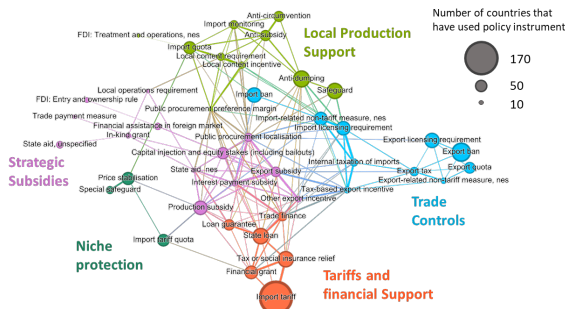 Anti-circumvention
Import monitoring
FDI: Treatment and operations, nes
Anti-subsidy
Import quota
Local Production
Support
Local content requirement
Local content incentive
Number of countries that
have used policy instrument
170
50
10
Anti-dumping
Safeguard
Local operations requirement
Import ban
FDI: Entry and ownership rule
Public procurement preference margin
Trade payment measure
Import-related non-tariff measure, nes
Financial assistance in foreign market
Import licensing requirement
In-kind grant
Public procurement localisation
State aid, unspecified
Export licensing requirement
Capital injection and equity stakes (including bailouts)
Export ban
Strategic
Subsidies
Internal taxation of imports
State aid, nes
Export subsidy
Export tax
Export quota
Price stabilisation
Interest payment subsidy
Export-related non-tariff measure, nes
Special safeguard
Tax-based export incentive
Other export incentive
Trade
Controls
Production subsidy
Trade finance
Loan guarantee
Niche
protection
Import tariff quota
State loan
Tax or social insurance relief
Financial grant
Tariffs and
financial Support
Import tariff